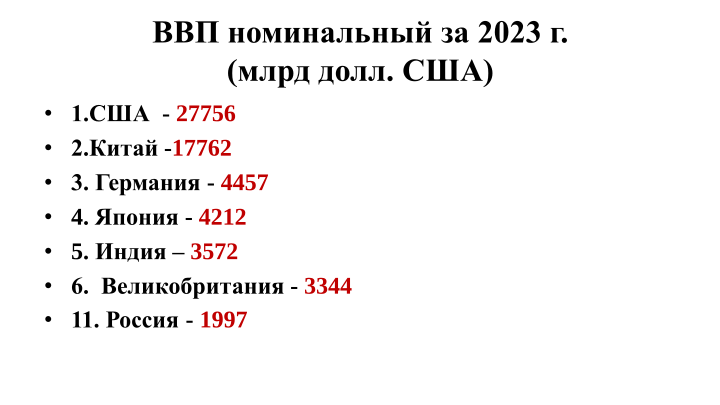 ВВП номинальный за 2023 г.
(млрд долл. США)
• 1.США - 27756
• 2.Китай -17762
• 3. Германия - 4457
• 4. Япония - 4212
• 5. Индия – 3572
• 6. Великобритания - 3344
• 11. Россия - 1997